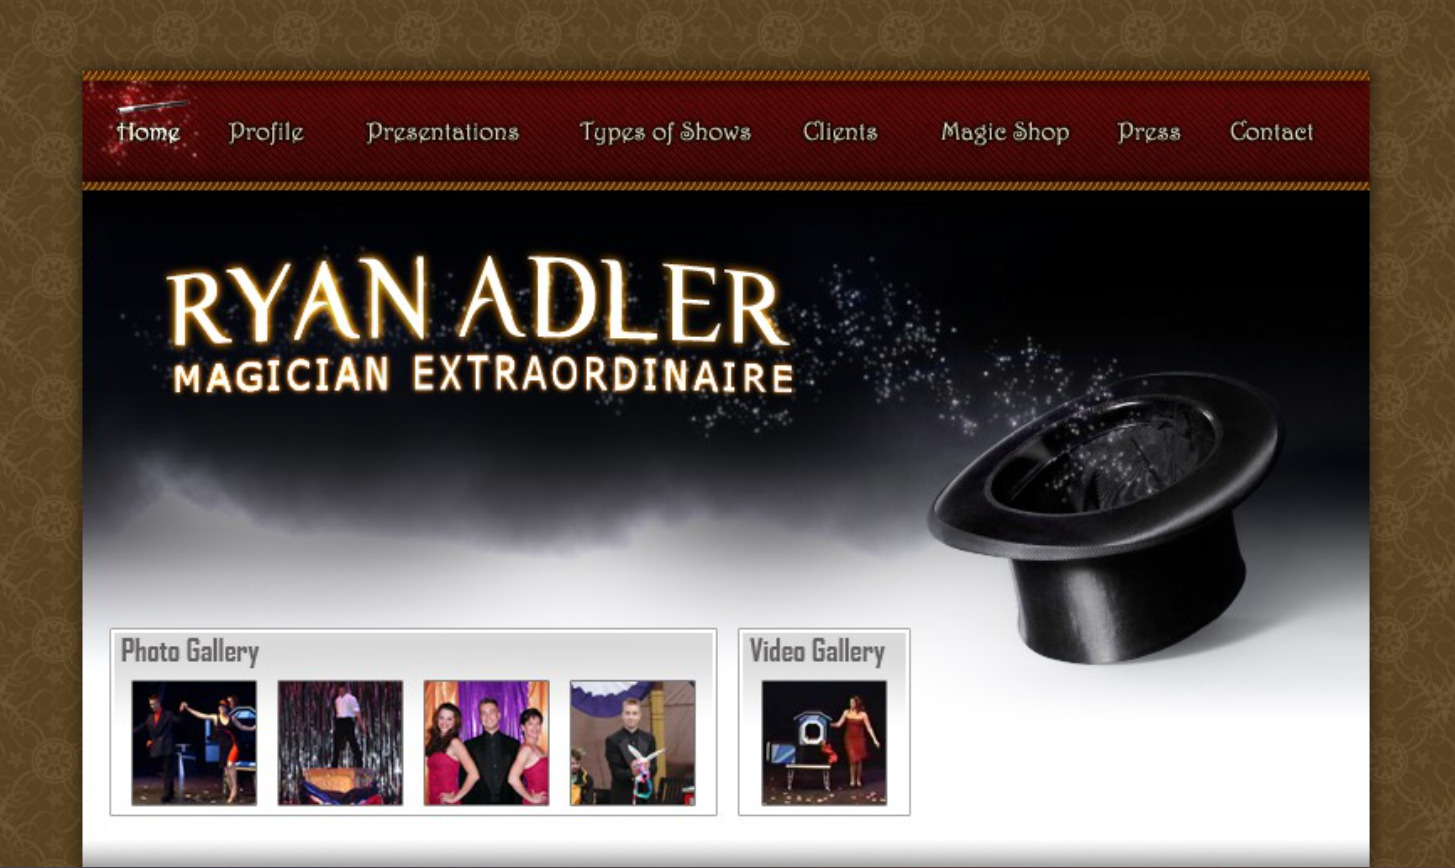 Home Profile Presentations Types of Shows Clients Magic Shop Press Contact
RYAN ADLER
MAGICIAN EXTRAORDINAIRE
Photo Gallery
Video Gallery